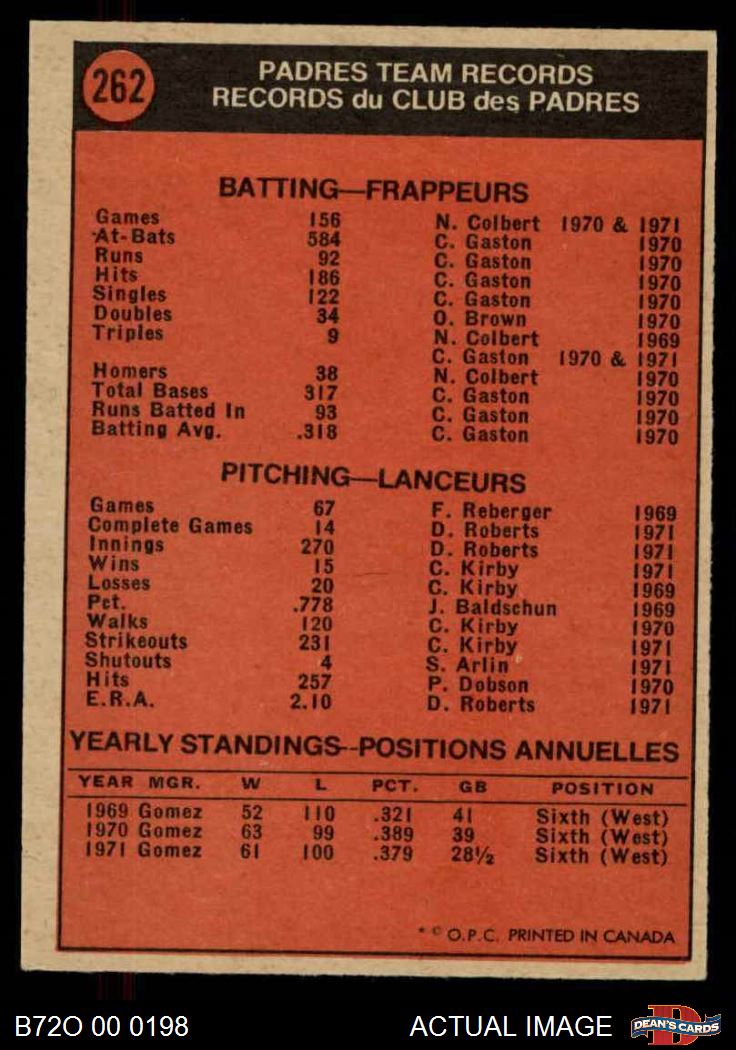 262
PADRES TEAM RECORDS
RECORDS du CLUB des PADRES
BATTING—FRAPPEURS
Games 156 N. Colbert 1970 & 1971
At-Bats 584 C. Gaston 1970
Runs 92 C. Gaston 1970
Hits 186 C. Gaston 1970
Singles 122 C. Gaston 1970
Doubles 34 O. Brown 1970
Triples 9 N. Colbert 1969
C. Gaston 1970 & 1971
Homers 38 N. Colbert 1970
Total Bases 317 C. Gaston 1970
Runs Batted In 93 C. Gaston 1970
Batting Avg. .318 C. Gaston 1970
PITCHING—LANCEURS
Games 67 F. Reberger 1969
Complete Games 14 D. Roberts 1971
Innings 270 D. Roberts 1971
Wins 15 C. Kirby 1971
Losses 20 C. Kirby 1969
Pct. .778 J. Baldschun 1969
Walks 120 C. Kirby 1970
Strikeouts 231 C. Kirby 1971
Shutouts 4 S. Arlin 1971
Hits 257 P. Dobson 1970
E.R.A. 2.10 D. Roberts 1971
YEARLY STANDINGS--POSITIONS ANNUELLES
YEAR MGR. W L PCT. GB POSITION
1969 Gomez 52 110 .321 41 Sixth (West)
1970 Gomez 63 99 .389 39 Sixth (West)
1971 Gomez 61 100 .379 28½ Sixth (West)
* © O.P.C. PRINTED IN CANADA
B72O 00 0198 ACTUAL IMAGE DEAN'S CARDS